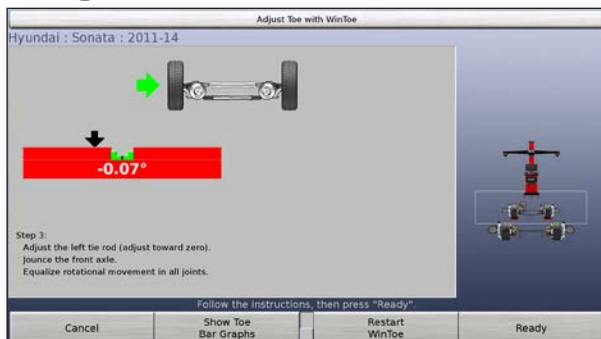 Adjust Toe with WinToe
Hyundai : Sonata : 2011-14
-0.07°
Step 3:
Adjust the left tie rod (adjust toward zero).
Jounce the front axle.
Equalize rotational movement in all joints.
Follow the instructions, then press "Ready".
Cancel
Show Toe
Bar Graphs
Restart
WinToe
Ready